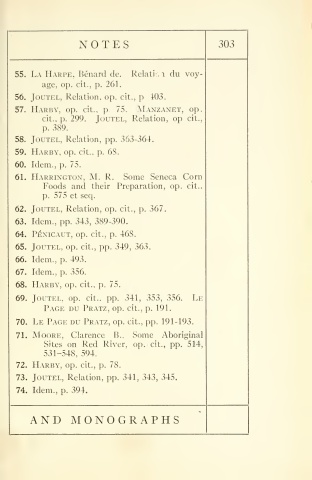 NOTES
303
55. LA HARPE, Bénard de. Relation du voy-
age, op. cit., p. 261.
56. JOUTEL, Relation, op. cit., p 403.
57. HARBY, op. cit., p 75. MANZANET, op.
cit., p. 299. JOUTEL, Relation, op cit.,
p. 389.
58. JOUTEL, Relation, pp. 363-364.
59. HARBY, op. cit., p. 68.
60. Idem., p. 75.
61. HARRINGTON, M. R. Some Seneca Corn
Foods and their Preparation, op. cit.,
p. 575 et seq.
62. JOUTEL, Relation, op. cit., p. 367.
63. Idem., pp. 343, 389-390.
64. PÉNICAUT, op. cit., p. 468.
65. JOUTEL, op. cit., pp. 349, 363.
66. Idem., p. 493.
67. Idem., p. 356.
68. HARBY, op. cit., p. 75.
69. JOUTEL, op. cit., pp. 341, 353, 356. LE
PAGE DU PRATZ, op. cit., p. 191.
70. LE PAGE DU PRATZ, op. cit., pp. 191-193.
71. MOORE, Clarence B.. Some Aboriginal
Sites on Red River, op. cit., pp. 514,
531-548, 594.
72. HARBY, op. cit., p. 78.
73. JOUTEL, Relation, pp. 341, 343, 345.
74. Idem., p. 394.
AND MONOGRAPHS